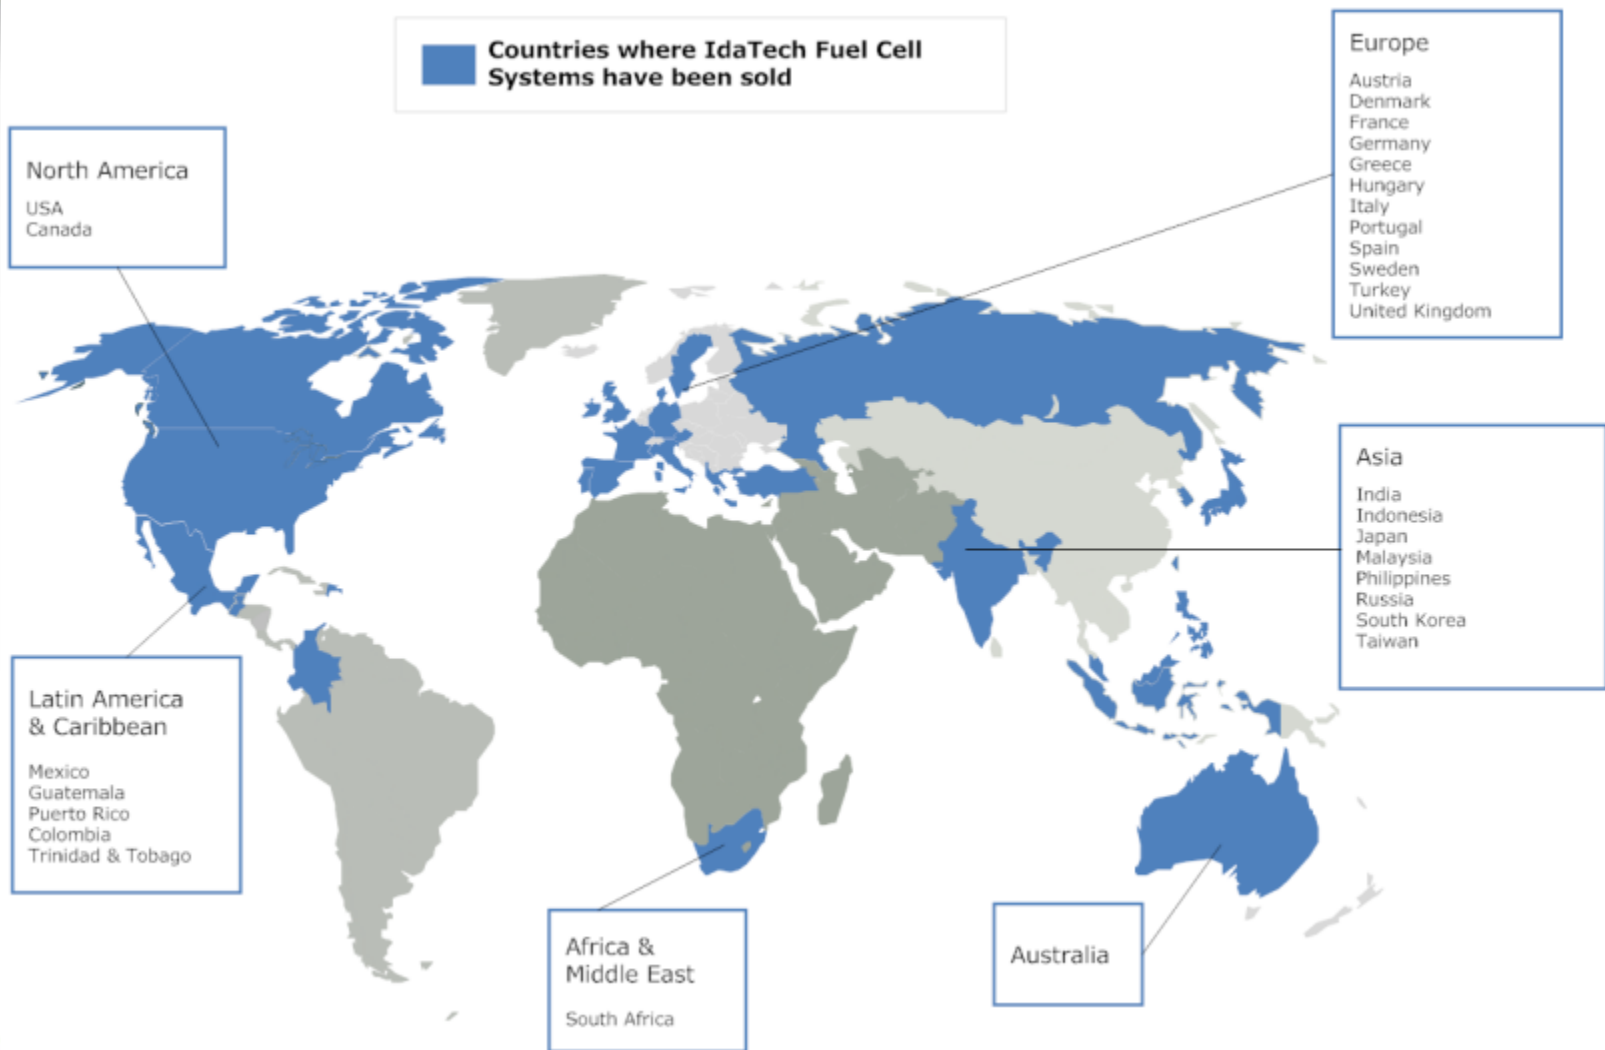 Countries where IdaTech Fuel Cell
Systems have been sold
North America
USA
Canada
Europe
Austria
Denmark
France
Germany
Greece
Hungary
Italy
Portugal
Spain
Sweden
Turkey
United Kingdom
Asia
India
Indonesia
Japan
Malaysia
Philippines
Russia
South Korea
Taiwan
Latin America
& Caribbean
Mexico
Guatemala
Puerto Rico
Colombia
Trinidad & Tobago
Africa &
Middle East
South Africa
Australia